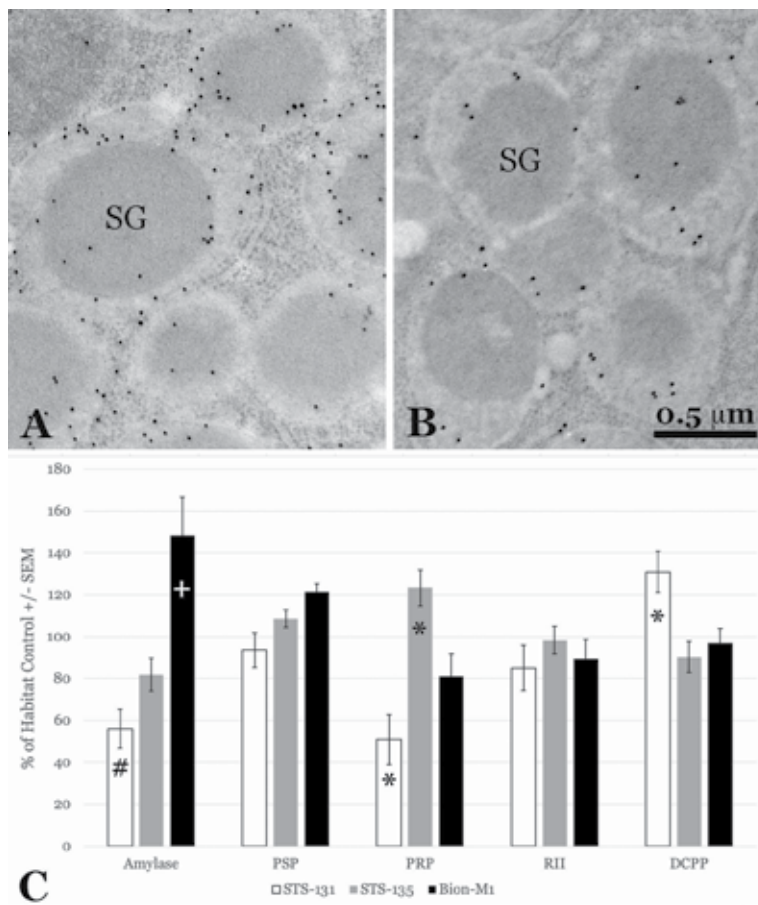 SG
SG
A
B
0.5 µm
180
160
140
120
100
80
60
40
20
0
% of Habitat Control +/- SEM
+
#
*
*
*
Amylase PSP PRP RII DCPP
STS-131 STS-135 Bion-M1
C